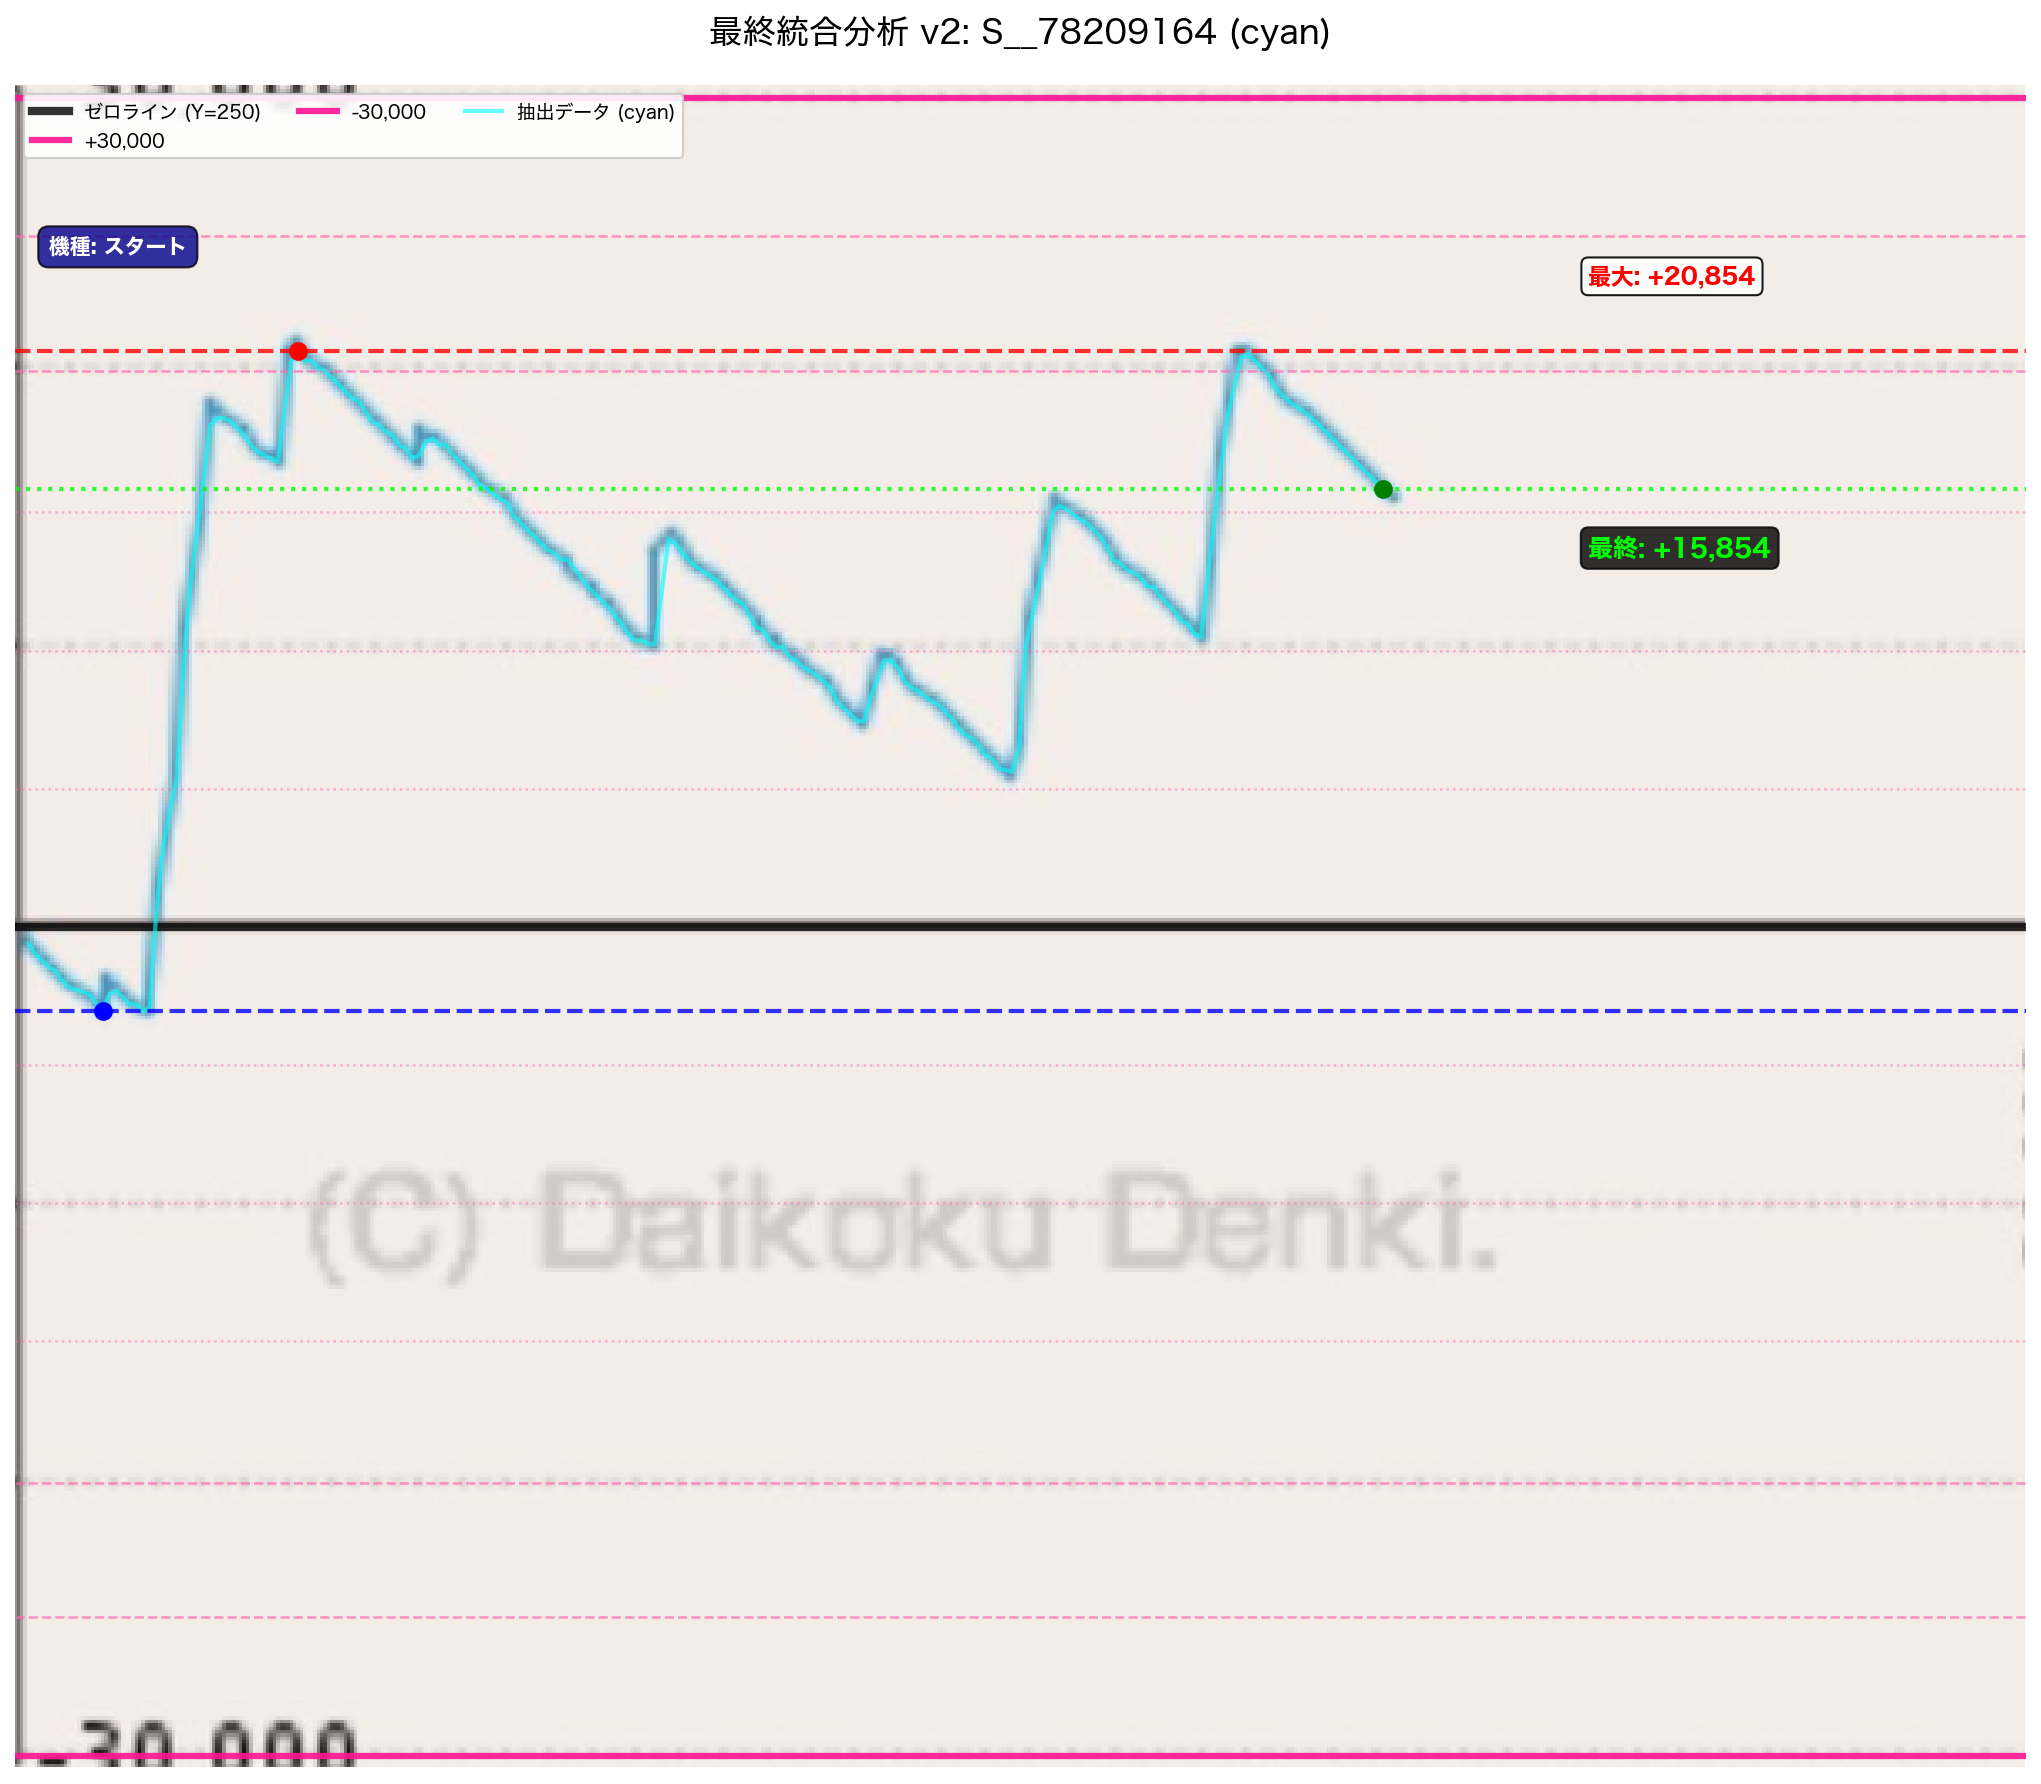 最終統合分析 v2: S__78209164 (cyan)
ゼロライン (Y=250)
-30,000
抽出データ (cyan)
+30,000
機種: スタート
最大: +20,854
最終: +15,854
(C) Daikoku Denki.
-30,000